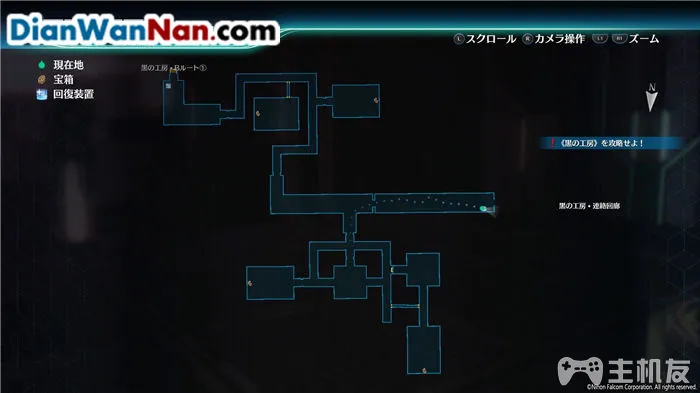 DianWanNan.com
L スクロール R カメラ操作 L1 R1 ズーム
現在地
宝箱
回復装置
黒の工房・Bルート①
N
! 《黒の工房》を攻略せよ！
黒の工房・連絡回廊
主机友
©Nihon Falcom Corporation. All rights reserved.